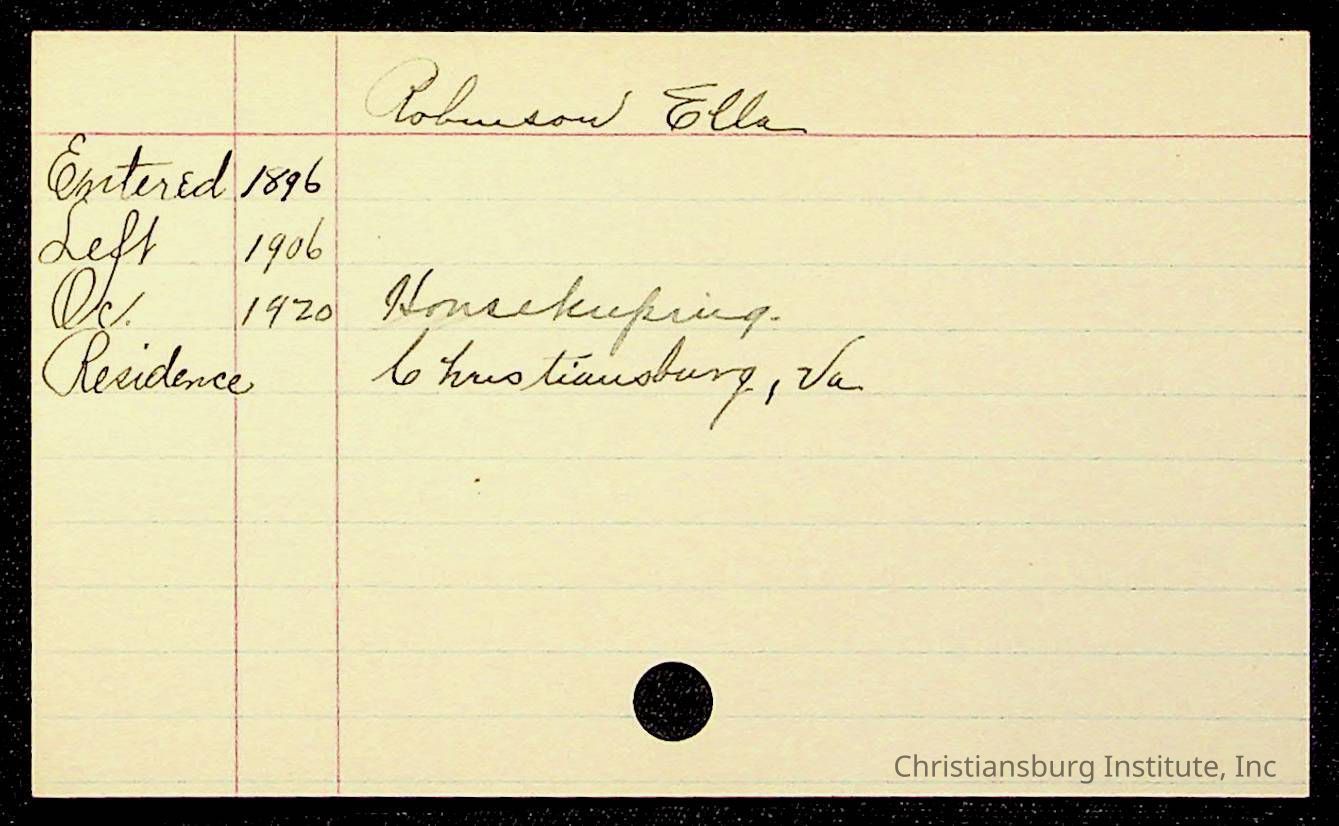 Robinson Ella
Entered 1896
Left 1906
Oc. 1920 Housekeeping.
Residence Christiansburg, Va.
Christiansburg Institute, Inc